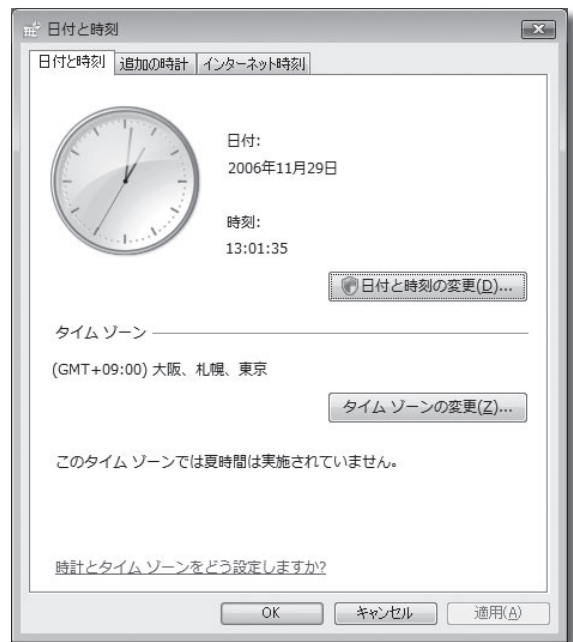 日付と時刻
日付と時刻 追加の時計 インターネット時刻
日付:
2006年11月29日
時刻:
13:01:35
日付と時刻の変更(D)...
タイム ゾーン
(GMT+09:00) 大阪、札幌、東京
タイム ゾーンの変更(Z)...
このタイム ゾーンでは夏時間は実施されていません。
時計とタイム ゾーンをどう設定しますか?
OK キャンセル 適用(A)